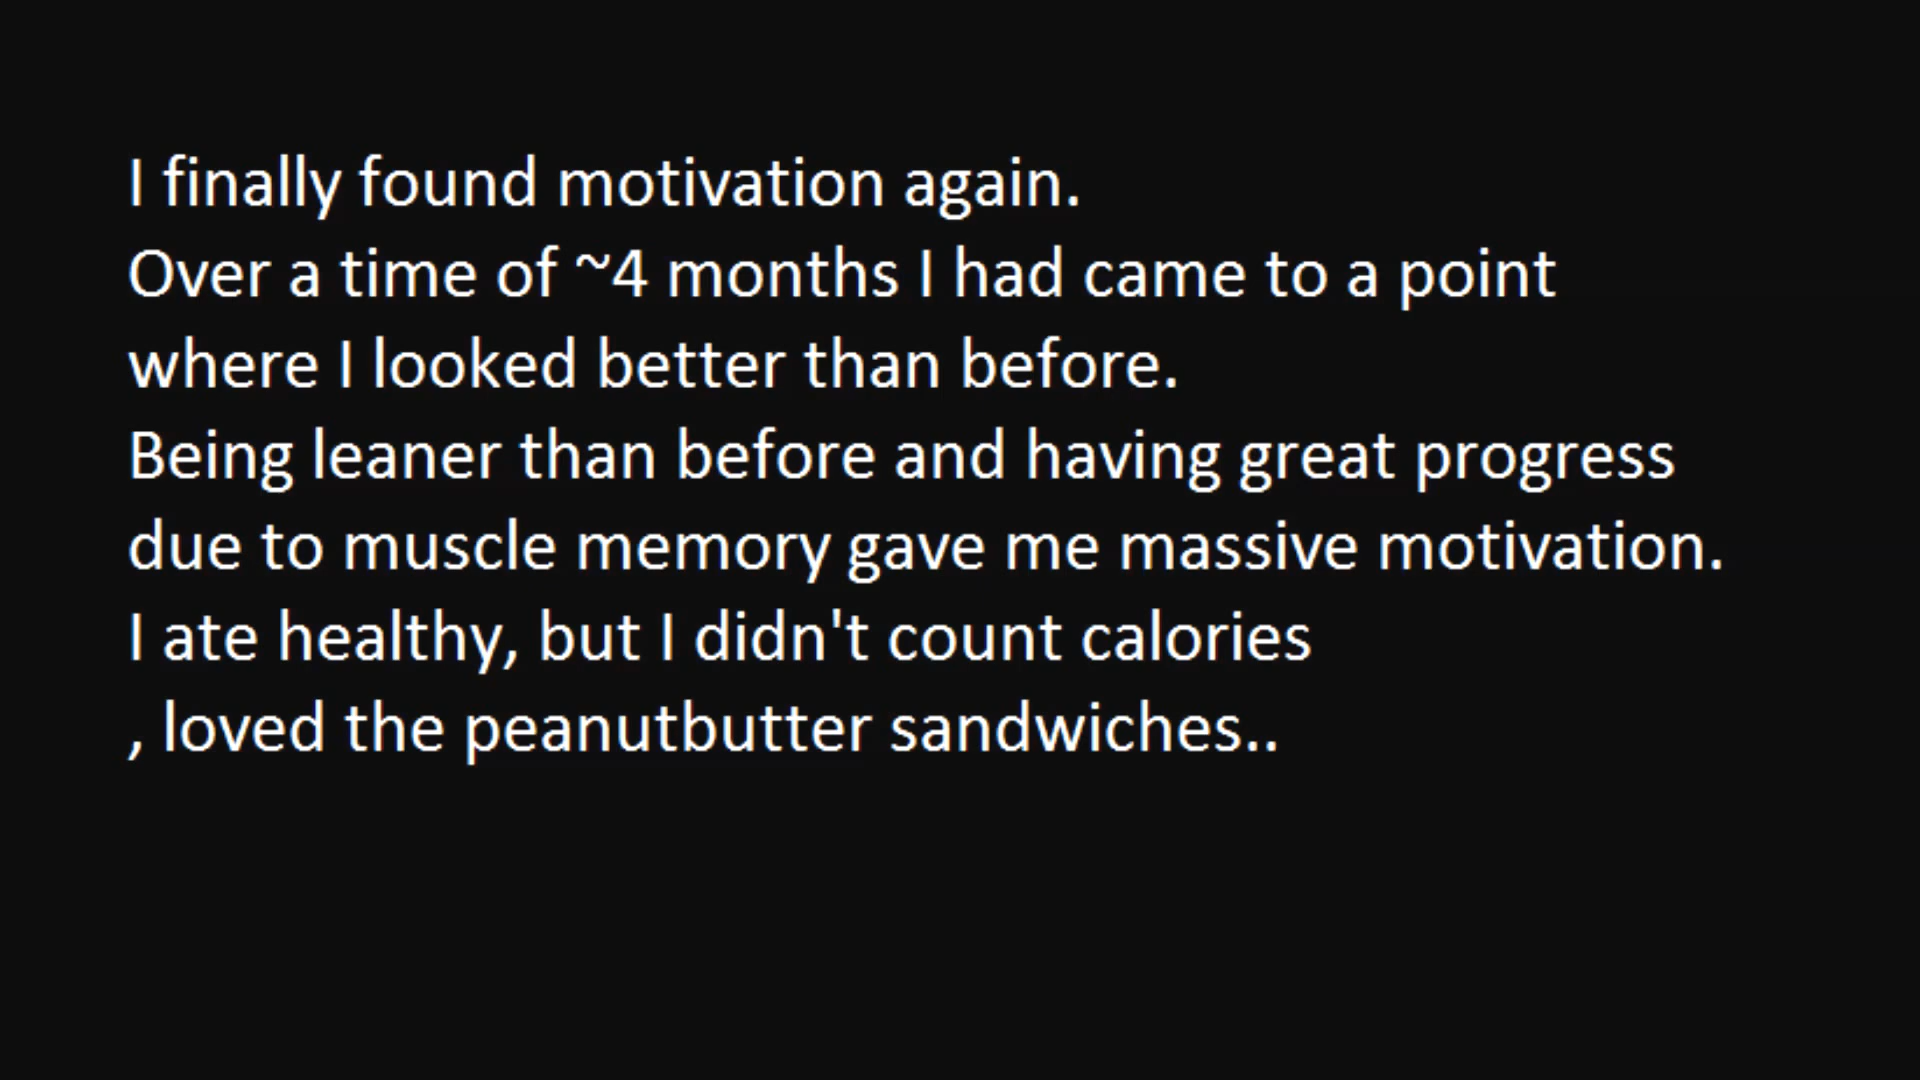 I finally found motivation again.
Over a time of ~4 months I had came to a point
where I looked better than before.
Being leaner than before and having great progress
due to muscle memory gave me massive motivation.
I ate healthy, but I didn't count calories
, loved the peanutbutter sandwiches..